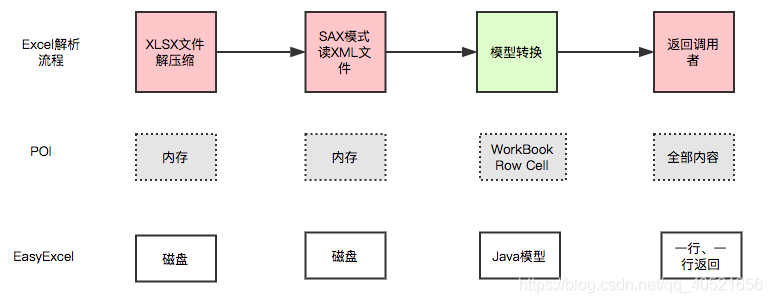 Excel解析
流程
XLSX文件
解压缩
SAX模式
读XML文
件
模型转换
返回调用
者
POI
内存
内存
WorkBook
Row Cell
全部内容
EasyExcel
磁盘
磁盘
Java模型
一行、一
行返回
https://blog.csdn.net/qq_40521656